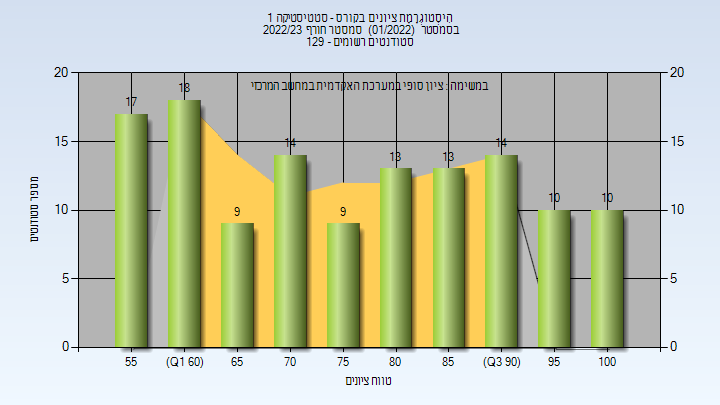 היסטוגרמת ציונים בקורס - סטטיסטיקה 1
בסמסטר (01/2022) סמסטר חורף 2022/23
סטודנטים רשומים - 129
במשימה : ציון סופי במערכת האקדמית במחשב המרכזי
20 20
15 15
10 10
5 5
0 0
17 18 9 14 9 13 13 14 10 10
מספר סטודנטים
55 (Q1 60) 65 70 75 80 85 (Q3 90) 95 100
טווח ציונים